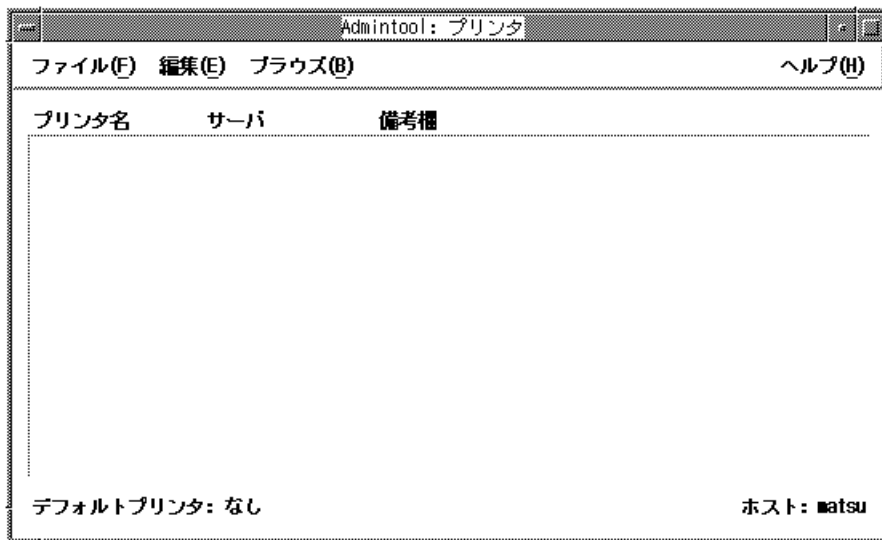 Admintool: プリンタ
ファイル(F) 編集(E) ブラウズ(B) ヘルプ(H)
プリンタ名 サーバ 備考欄
デフォルトプリンタ: なし ホスト: matsu